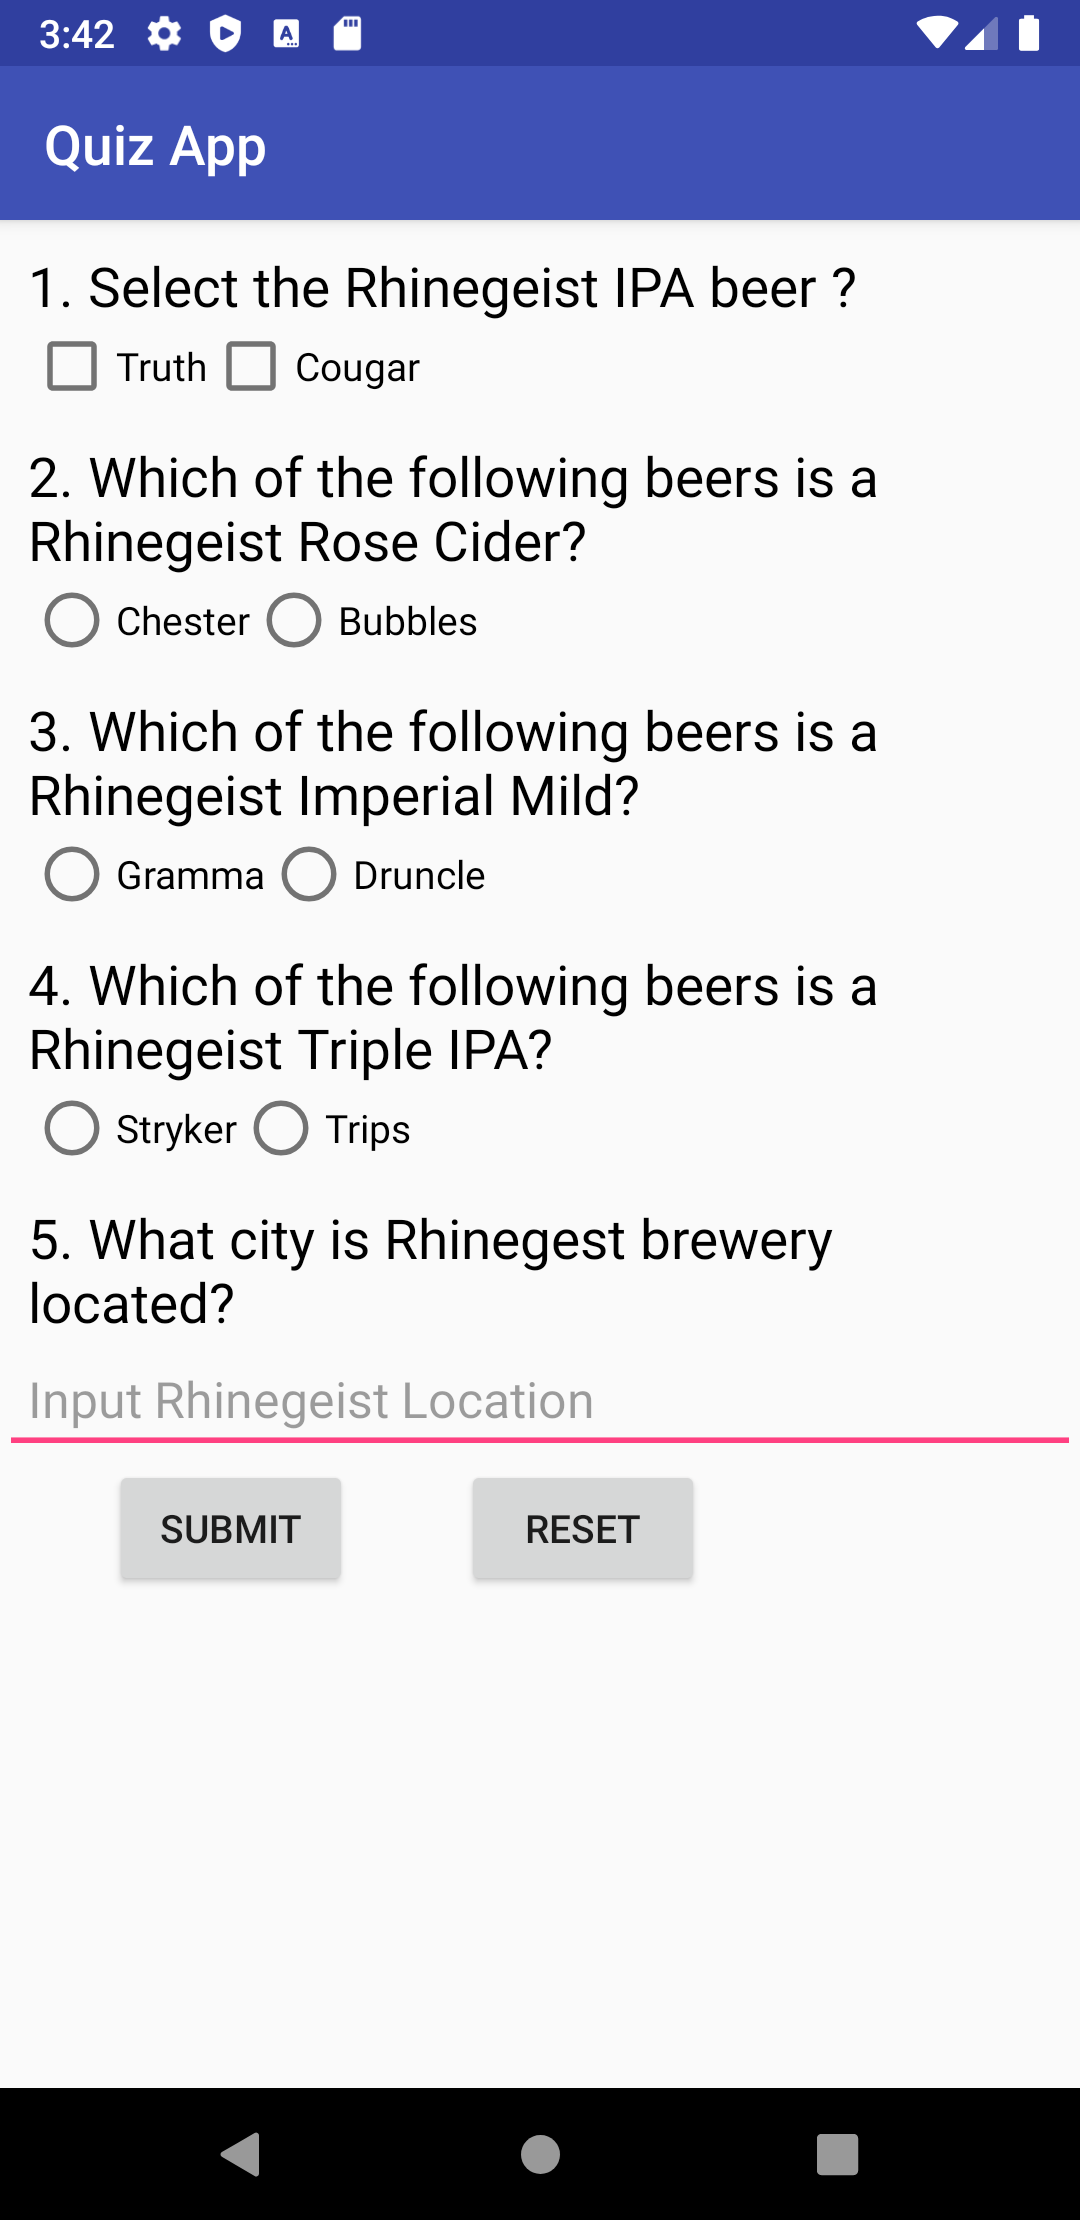 3:42
Quiz App
1. Select the Rhinegeist IPA beer ?
Truth Cougar
2. Which of the following beers is a
Rhinegeist Rose Cider?
Chester Bubbles
3. Which of the following beers is a
Rhinegeist Imperial Mild?
Gramma Druncle
4. Which of the following beers is a
Rhinegeist Triple IPA?
Stryker Trips
5. What city is Rhinegest brewery
located?
Input Rhinegeist Location
SUBMIT RESET